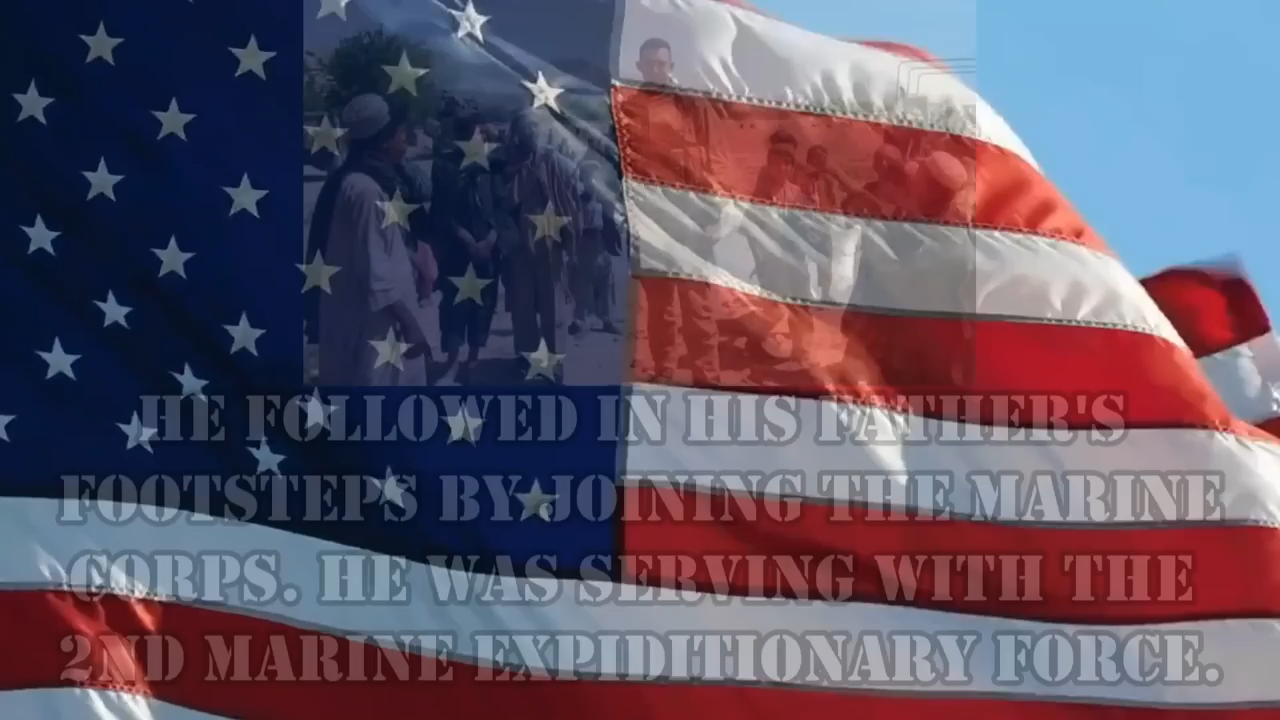 HE FOLLOWED IN HIS FATHER'S
FOOTSTEPS BY JOINING THE MARINE
CORPS. HE WAS SERVING WITH THE
2ND MARINE EXPIDITIONARY FORCE.